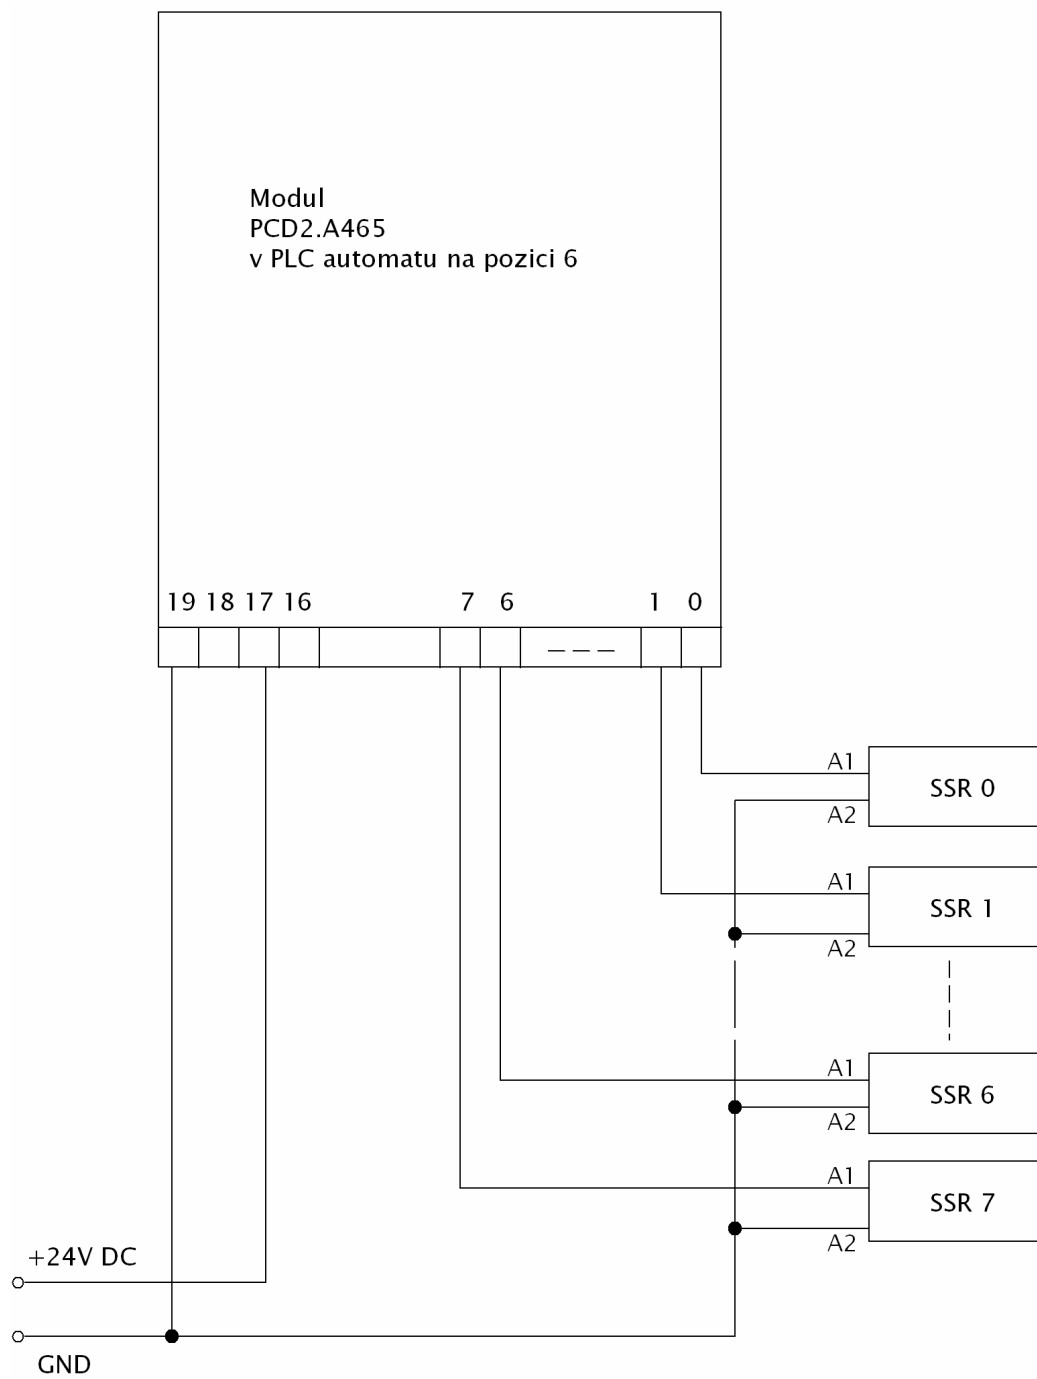 Modul
PCD2.A465
v PLC automatu na pozici 6
19 18 17 16 7 6 1 0
A1
SSR 0
A2
A1
SSR 1
A2
A1
SSR 6
A2
A1
SSR 7
A2
+24V DC
GND